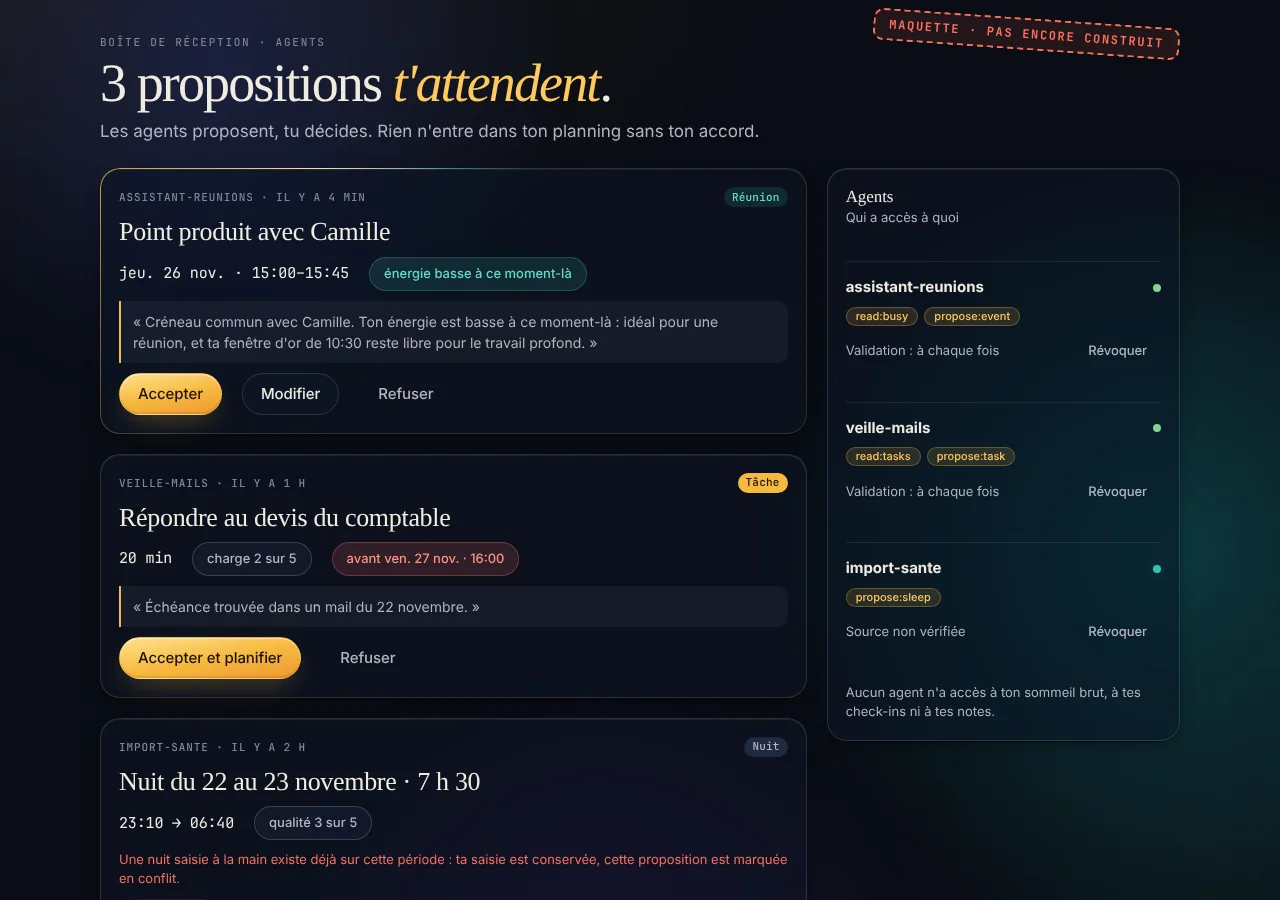 MAQUETTE · PAS ENCORE CONSTRUIT
BOÎTE DE RÉCEPTION · AGENTS
3 propositions t'attendent.
Les agents proposent, tu décides. Rien n'entre dans ton planning sans ton accord.
ASSISTANT-REUNIONS · IL Y A 4 MIN
Réunion
Point produit avec Camille
jeu. 26 nov. · 15:00–15:45
énergie basse à ce moment-là
« Créneau commun avec Camille. Ton énergie est basse à ce moment-là : idéal pour une
réunion, et ta fenêtre d'or de 10:30 reste libre pour le travail profond. »
Accepter
Modifier
Refuser
VEILLE-MAILS · IL Y A 1 H
Tâche
Répondre au devis du comptable
20 min
charge 2 sur 5
avant ven. 27 nov. · 16:00
« Échéance trouvée dans un mail du 22 novembre. »
Accepter et planifier
Refuser
IMPORT-SANTE · IL Y A 2 H
Nuit
Nuit du 22 au 23 novembre · 7 h 30
23:10 → 06:40
qualité 3 sur 5
Une nuit saisie à la main existe déjà sur cette période : ta saisie est conservée, cette proposition est marquée
en conflit.
Agents
Qui a accès à quoi
assistant-reunions
read:busy
propose:event
Validation : à chaque fois
Révoquer
veille-mails
read:tasks
propose:task
Validation : à chaque fois
Révoquer
import-sante
propose:sleep
Source non vérifiée
Révoquer
Aucun agent n'a accès à ton sommeil brut, à tes
check-ins ni à tes notes.